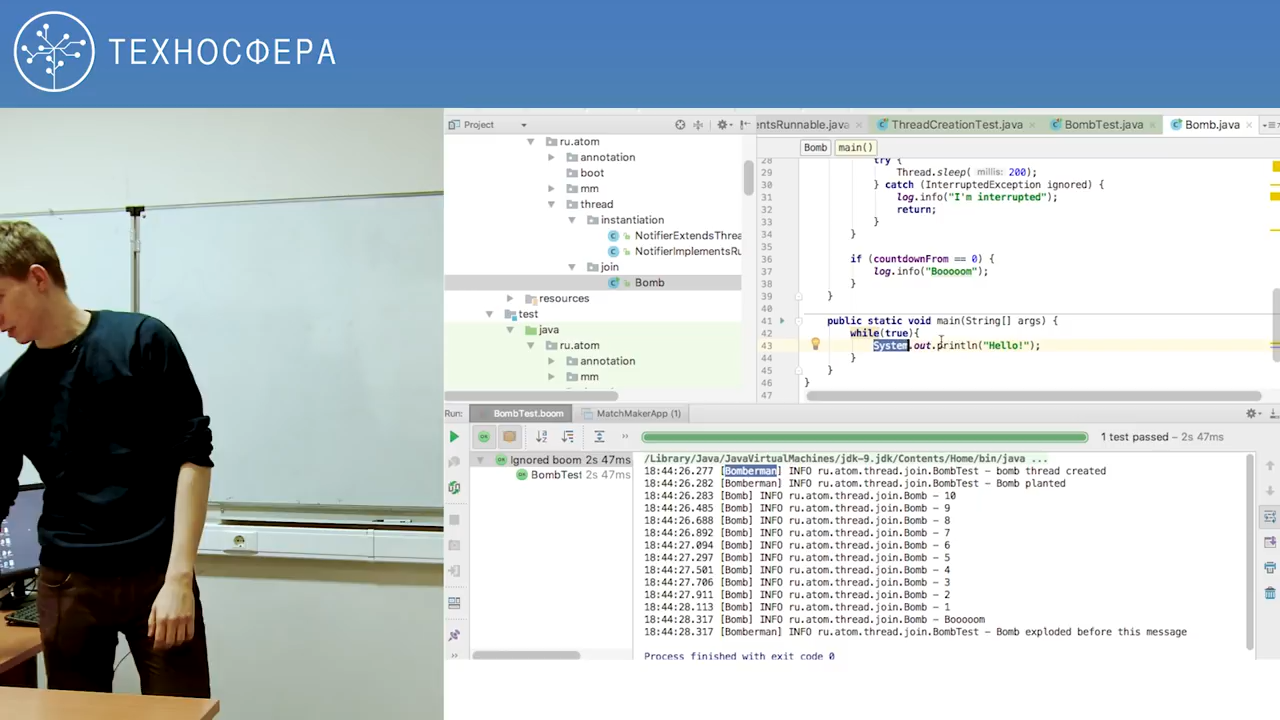 ТЕХНОСФЕРА
Project
ru.atom
annotation
boot
mm
thread
instantiation
NotifierExtendsThrea
NotifierImplementsRu
join
Bomb
resources
test
java
ru.atom
annotation
mm
entsRunnable.java
ThreadCreationTest.java
BombTest.java
Bomb.java
Bomb
main()
28 try {
29 Thread.sleep( millis: 200);
30 } catch (InterruptedException ignored) {
31 log.info("I'm interrupted");
32 return;
33 }
34 }
35
36 if (countdownFrom == 0) {
37 log.info("Booooom");
38 }
39 }
40
41 public static void main(String[] args) {
42 while(true){
43 System.out.println("Hello!");
44 }
45 }
46 }
47
Run:
BombTest.boom
MatchMakerApp (1)
1 test passed – 2s 47ms
Ignored boom 2s 47ms
BombTest 2s 47ms
/Library/Java/JavaVirtualMachines/jdk-9.jdk/Contents/Home/bin/java ...
18:44:26.277 [Bomberman] INFO ru.atom.thread.join.BombTest – bomb thread created
18:44:26.282 [Bomberman] INFO ru.atom.thread.join.BombTest – Bomb planted
18:44:26.283 [Bomb] INFO ru.atom.thread.join.Bomb – 10
18:44:26.485 [Bomb] INFO ru.atom.thread.join.Bomb – 9
18:44:26.688 [Bomb] INFO ru.atom.thread.join.Bomb – 8
18:44:26.892 [Bomb] INFO ru.atom.thread.join.Bomb – 7
18:44:27.094 [Bomb] INFO ru.atom.thread.join.Bomb – 6
18:44:27.297 [Bomb] INFO ru.atom.thread.join.Bomb – 5
18:44:27.501 [Bomb] INFO ru.atom.thread.join.Bomb – 4
18:44:27.706 [Bomb] INFO ru.atom.thread.join.Bomb – 3
18:44:27.911 [Bomb] INFO ru.atom.thread.join.Bomb – 2
18:44:28.113 [Bomb] INFO ru.atom.thread.join.Bomb – 1
18:44:28.317 [Bomb] INFO ru.atom.thread.join.Bomb – Booooom
18:44:28.317 [Bomberman] INFO ru.atom.thread.join.BombTest – Bomb exploded before this message
Process finished with exit code 0